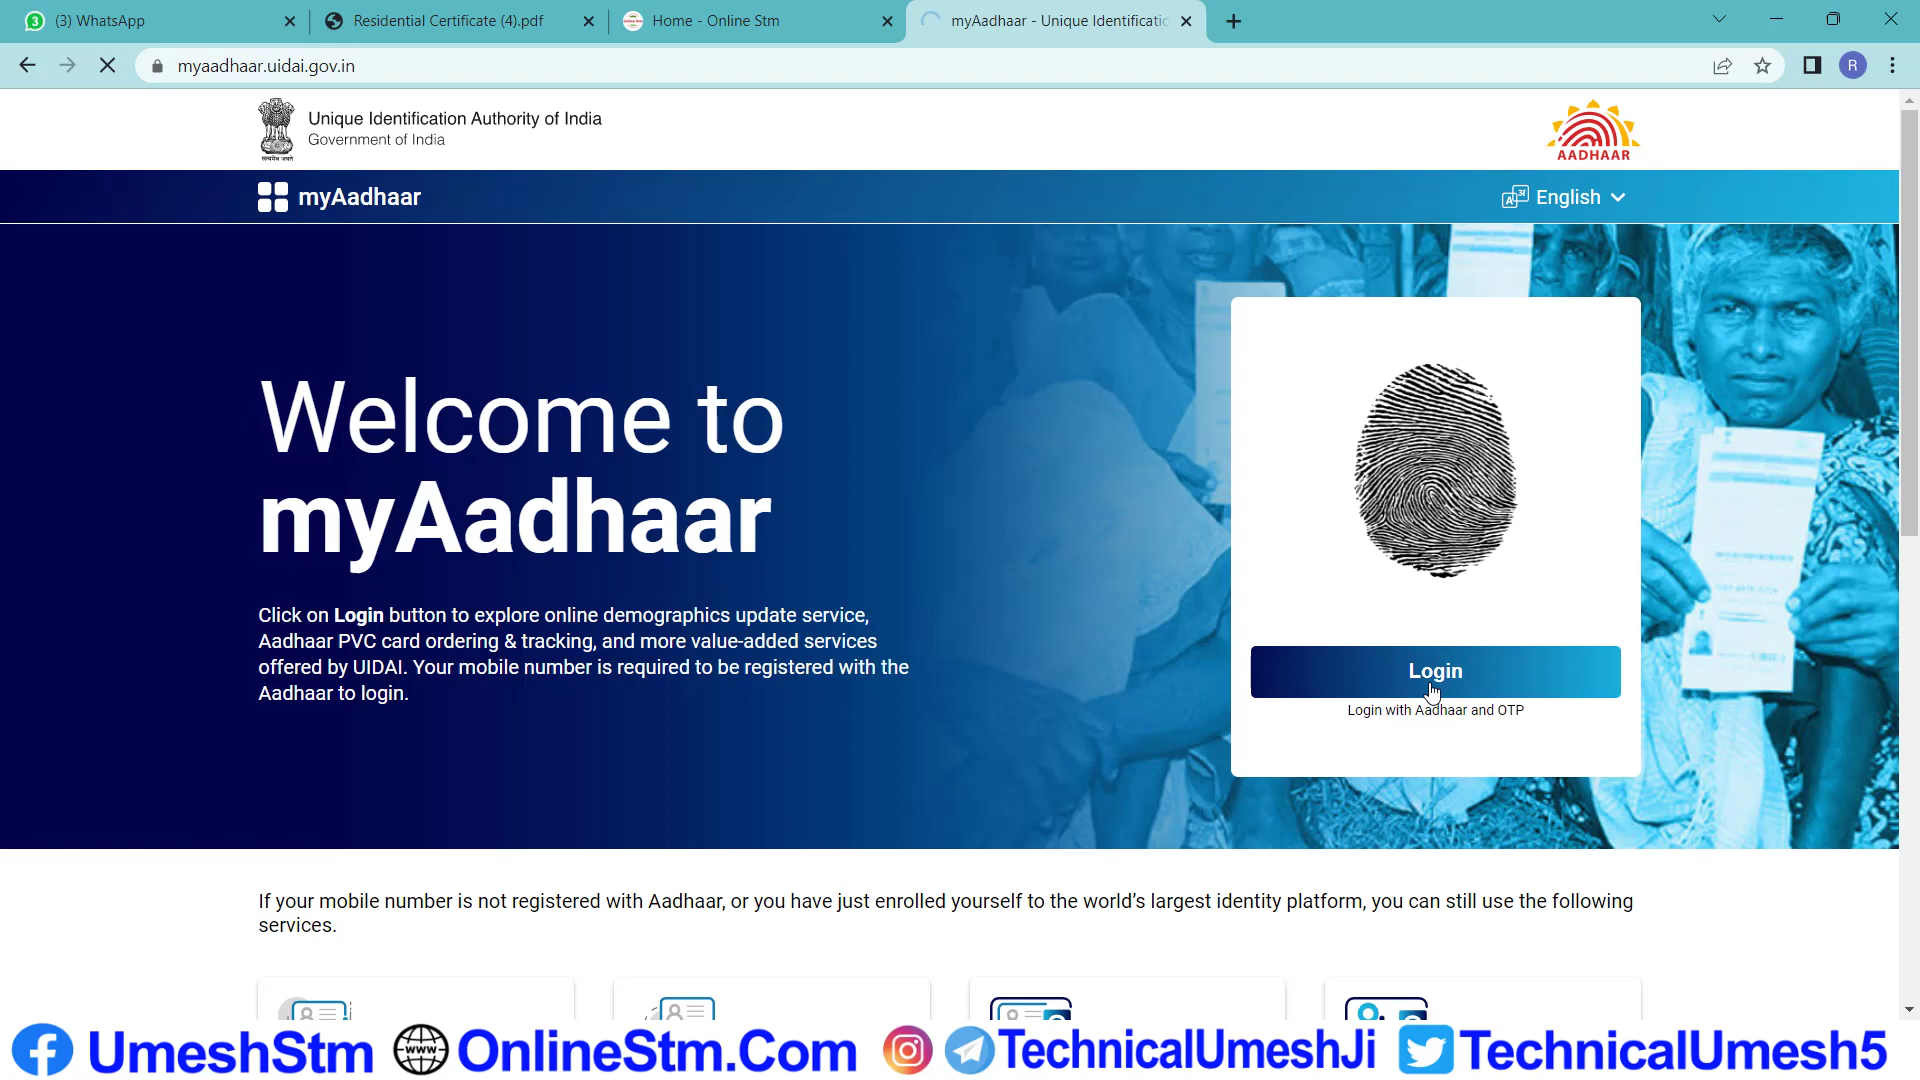 (3) WhatsApp
Residential Certificate (4).pdf
Home - Online Stm
myAadhaar - Unique Identificatio
myaadhaar.uidai.gov.in
R
Unique Identification Authority of India
Government of India
सत्यमेव जयते
AADHAAR
myAadhaar
English
Welcome to
myAadhaar
Click on Login button to explore online demographics update service,
Aadhaar PVC card ordering & tracking, and more value-added services
offered by UIDAI. Your mobile number is required to be registered with the
Aadhaar to login.
Login
Login with Aadhaar and OTP
If your mobile number is not registered with Aadhaar, or you have just enrolled yourself to the world’s largest identity platform, you can still use the following
services.
UmeshStm
www
OnlineStm.Com
TechnicalUmeshJi
TechnicalUmesh5